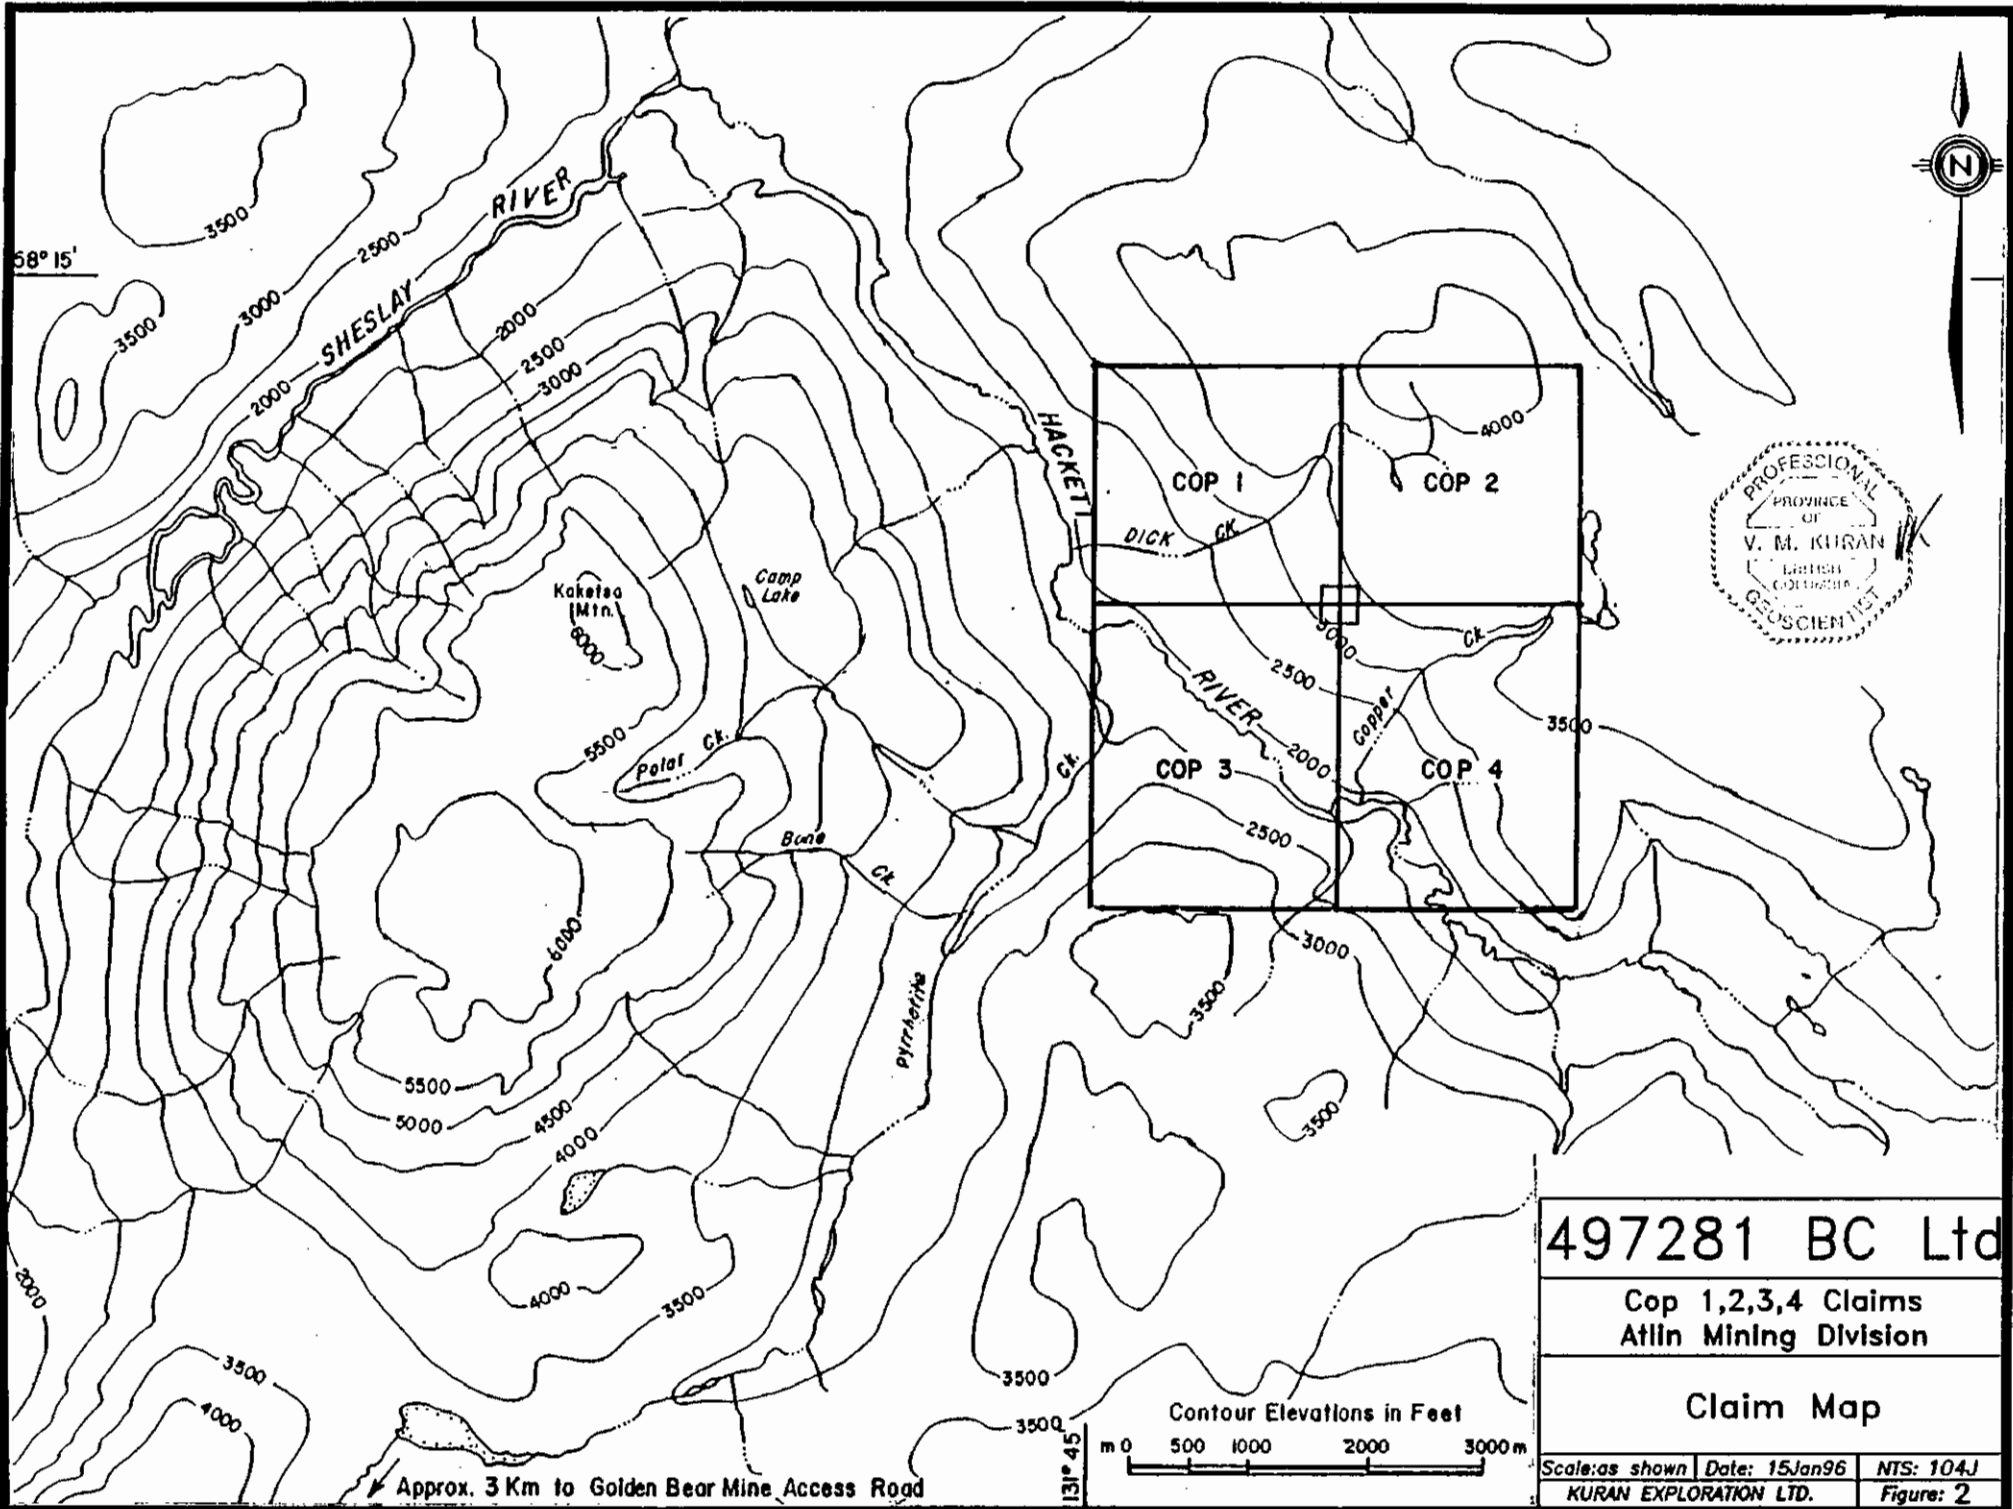 58° 15'
3500
3500
3000
2500
2000
SHESLAY RIVER
2000
2500
3000
HACKETT
RIVER
COP 1
COP 2
4000
DICK CK.
Camp
Lake
Kaketsa
Mtn.
6000
5500
Polar Ck.
Bone Ck.
Ck.
3000
2500
2000
Copper Ck.
3500
COP 3
COP 4
2500
3000
3500
6000
Pyrrhotite
5500
5000
4500
4000
4000
3500
2000
3500
4000
3500
3500
3500
N
PROFESSIONAL
PROVINCE
OF
V. M. KURAN
BRITISH
COLUMBIA
GEOSCIENTIST
131° 45'
Contour Elevations in Feet
m 0 500 1000 2000 3000 m
Approx. 3 Km to Golden Bear Mine Access Road
497281 BC Ltd
Cop 1,2,3,4 Claims
Atlin Mining Division
Claim Map
Scale:as shown
Date: 15Jan96
NTS: 104J
KURAN EXPLORATION LTD.
Figure: 2